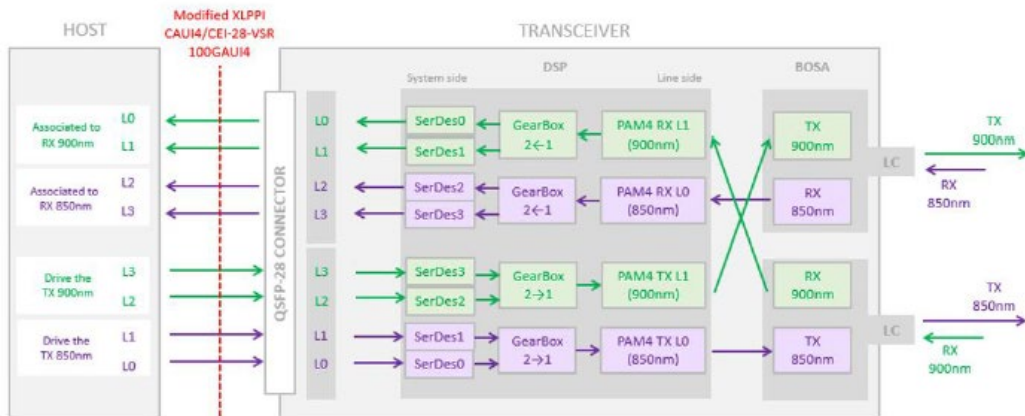 HOST
Modified XLPPI
CAUI4/CEI-28-VSR
100GAUI4
TRANSCEIVER
DSP
System side
Line side
BOSA
Associated to
RX 900nm
L0
L1
Associated to
RX 850nm
L2
L3
Drive the
TX 900nm
L3
L2
Drive the
TX 850nm
L1
L0
QSFP-28 CONNECTOR
L0
L1
L2
L3
L3
L2
L1
L0
SerDes0
SerDes1
GearBox
2←1
PAM4 RX L1
(900nm)
TX
900nm
SerDes2
SerDes3
GearBox
2←1
PAM4 RX L0
(850nm)
RX
850nm
LC
TX
900nm
RX
850nm
SerDes3
SerDes2
GearBox
2→1
PAM4 TX L1
(900nm)
RX
900nm
SerDes1
SerDes0
GearBox
2→1
PAM4 TX L0
(850nm)
TX
850nm
LC
TX
850nm
RX
900nm